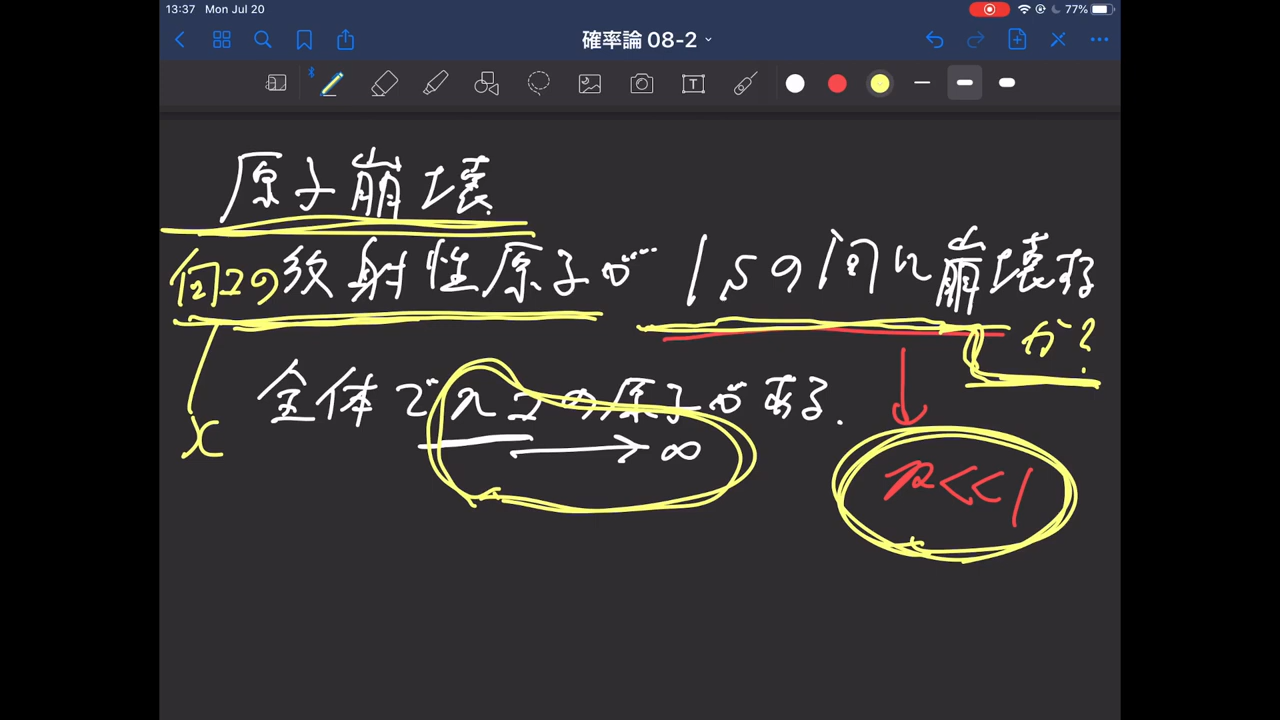 13:37 Mon Jul 20
77%
確率論 08-2
T
原子崩壊
何コの放射性原子が 1sの間に崩壊する
か?
全体でnコの原子がある.
x → ∞
p<<1